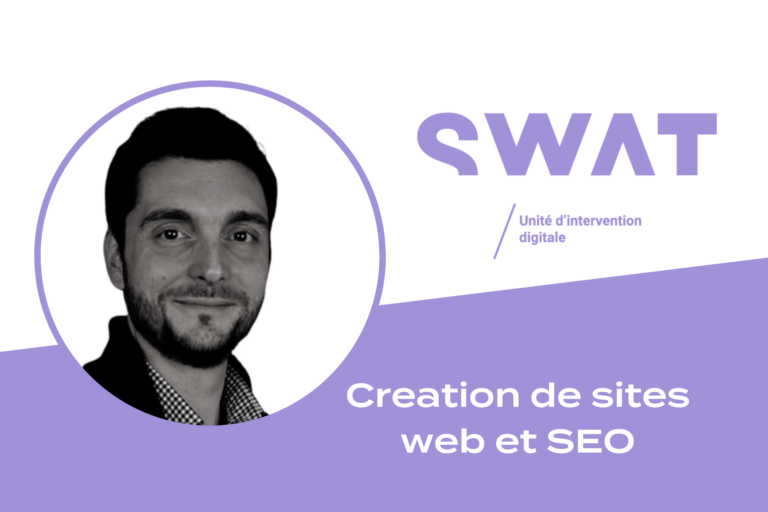 SWAT
Unité d'intervention
digitale
Creation de sites
web et SEO